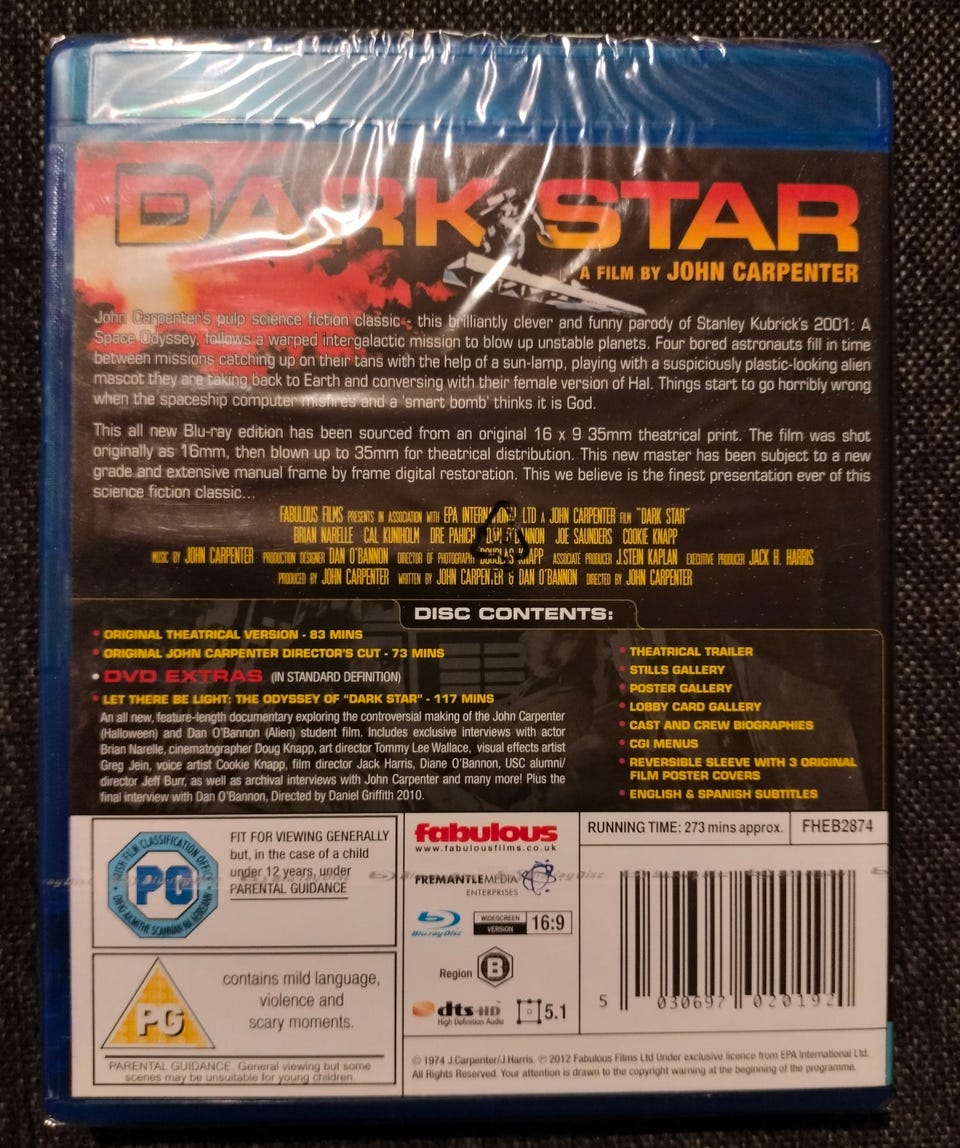 DARK STAR
A FILM BY JOHN CARPENTER
John Carpenter's pulp science fiction classic - this brilliantly clever and funny parody of Stanley Kubrick's 2001: A
Space Odyssey, follows a warped intergalactic mission to blow up unstable planets. Four bored astronauts fill in time
between missions catching up on their tans with the help of a sun-lamp, playing with a suspiciously plastic-looking alien
mascot they are taking back to Earth and conversing with their female version of Hal. Things start to go horribly wrong
when the spaceship computer misfires and a 'smart bomb' thinks it is God.
This all new Blu-ray edition has been sourced from an original 16 x 9 35mm theatrical print. The film was shot
originally as 16mm, then blown up to 35mm for theatrical distribution. This new master has been subject to a new
grade and extensive manual frame by frame digital restoration. This we believe is the finest presentation ever of this
science fiction classic...
FABULOUS FILMS PRESENTS IN ASSOCIATION WITH EPA INTERNATIONAL LTD A JOHN CARPENTER FILM "DARK STAR"
BRIAN NARELLE CAL KUNIHOLM DRE PAHICH DAN O'BANNON JOE SAUNDERS COOKIE KNAPP
MUSIC BY JOHN CARPENTER PRODUCTION DESIGNER DAN O'BANNON DIRECTOR OF PHOTOGRAPHY DOUGLAS KNAPP ASSOCIATE PRODUCER J.STEIN KAPLAN EXECUTIVE PRODUCER JACK H. HARRIS
PRODUCED BY JOHN CARPENTER WRITTEN BY JOHN CARPENTER & DAN O'BANNON DIRECTED BY JOHN CARPENTER
DISC CONTENTS:
• ORIGINAL THEATRICAL VERSION - 83 MINS
• ORIGINAL JOHN CARPENTER DIRECTOR'S CUT - 73 MINS
• DVD EXTRAS (IN STANDARD DEFINITION)
• LET THERE BE LIGHT: THE ODYSSEY OF "DARK STAR" - 117 MINS
An all new, feature-length documentary exploring the controversial making of the John Carpenter
(Halloween) and Dan O'Bannon (Alien) student film. Includes exclusive interviews with actor
Brian Narelle, cinematographer Doug Knapp, art director Tommy Lee Wallace, visual effects artist
Greg Jein, voice artist Cookie Knapp, film director Jack Harris, Diane O'Bannon, USC alumni/
director Jeff Burr, as well as archival interviews with John Carpenter and many more! Plus the
final interview with Dan O'Bannon, Directed by Daniel Griffith 2010.
• THEATRICAL TRAILER
• STILLS GALLERY
• POSTER GALLERY
• LOBBY CARD GALLERY
• CAST AND CREW BIOGRAPHIES
• CGI MENUS
• REVERSIBLE SLEEVE WITH 3 ORIGINAL
FILM POSTER COVERS
• ENGLISH & SPANISH SUBTITLES
IRISH FILM CLASSIFICATION OFFICE
PG
FIT FOR VIEWING GENERALLY
but, in the case of a child
under 12 years, under
PARENTAL GUIDANCE
PG
contains mild language,
violence and
scary moments.
PARENTAL GUIDANCE. General viewing but some
scenes may be unsuitable for young children.
fabulous
www.fabulousfilms.co.uk
FREMANTLEMEDIA
ENTERPRISES
Blu-ray Disc
WIDESCREEN
VERSION
16:9
Region B
dts-HD
High Definition Audio
5.1
RUNNING TIME: 273 mins approx.
FHEB2874
5 030697 020192
© 1974 J.Carpenter/J.Harris. ℗ 2012 Fabulous Films Ltd Under exclusive licence from EPA International Ltd.
All Rights Reserved. Your attention is drawn to the copyright warning at the beginning of the programme.